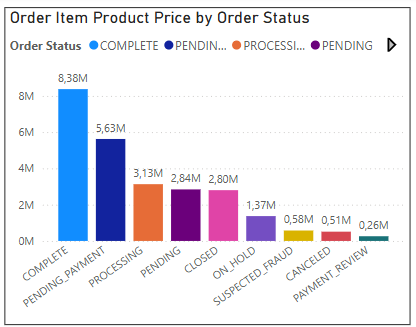 Order Item Product Price by Order Status
Order Status COMPLETE PENDIN... PROCESSI... PENDING
8,38M
8M
5,63M
6M
4M
3,13M
2,84M
2,80M
2M
1,37M
0,58M
0,51M
0,26M
0M
COMPLETE
PENDING_PAYMENT
PROCESSING
PENDING
CLOSED
ON_HOLD
SUSPECTED_FRAUD
CANCELED
PAYMENT_REVIEW